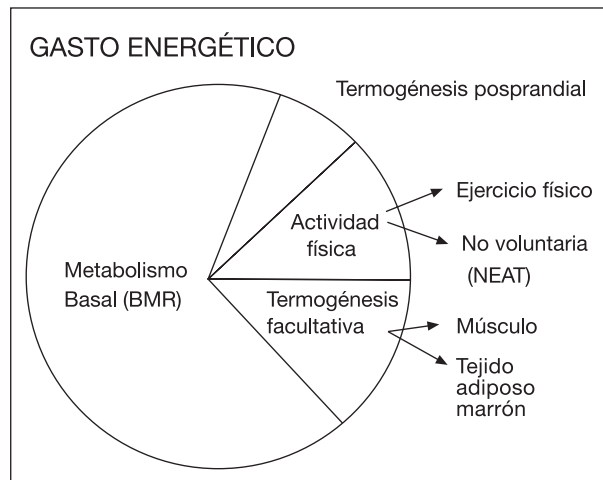 GASTO ENERGÉTICO
Termogénesis posprandial
Ejercicio físico
Actividad
física
No voluntaria
(NEAT)
Metabolismo
Basal (BMR)
Termogénesis
facultativa
Músculo
Tejido
adiposo
marrón